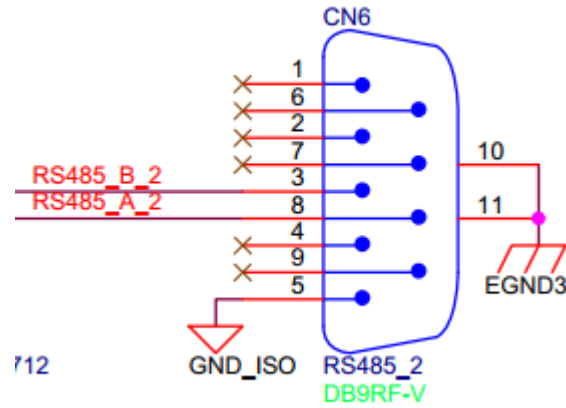 CN6
1
6
2
7
RS485_B_2
3
10
RS485_A_2
8
11
4
9
EGND3
5
712
GND_ISO
RS485_2
DB9RF-V